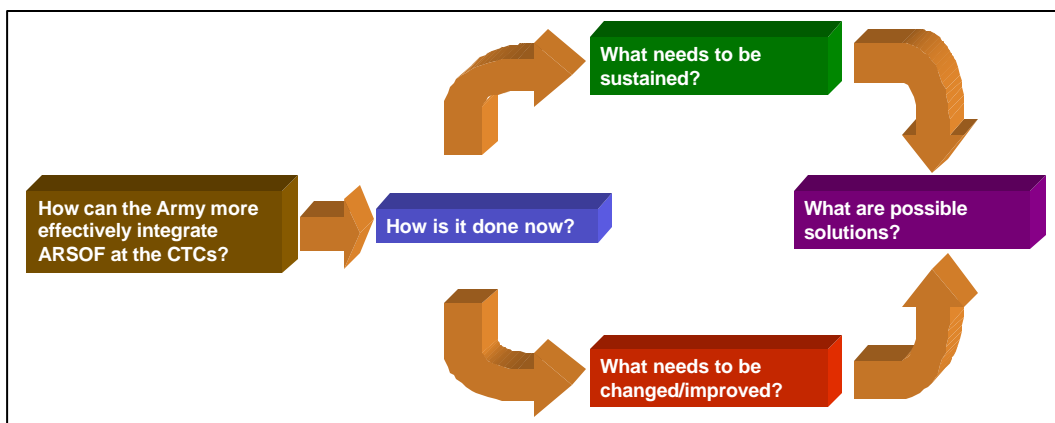 How can the Army more
effectively integrate
ARSOF at the CTCs?
How is it done now?
What needs to be
sustained?
What needs to be
changed/improved?
What are possible
solutions?